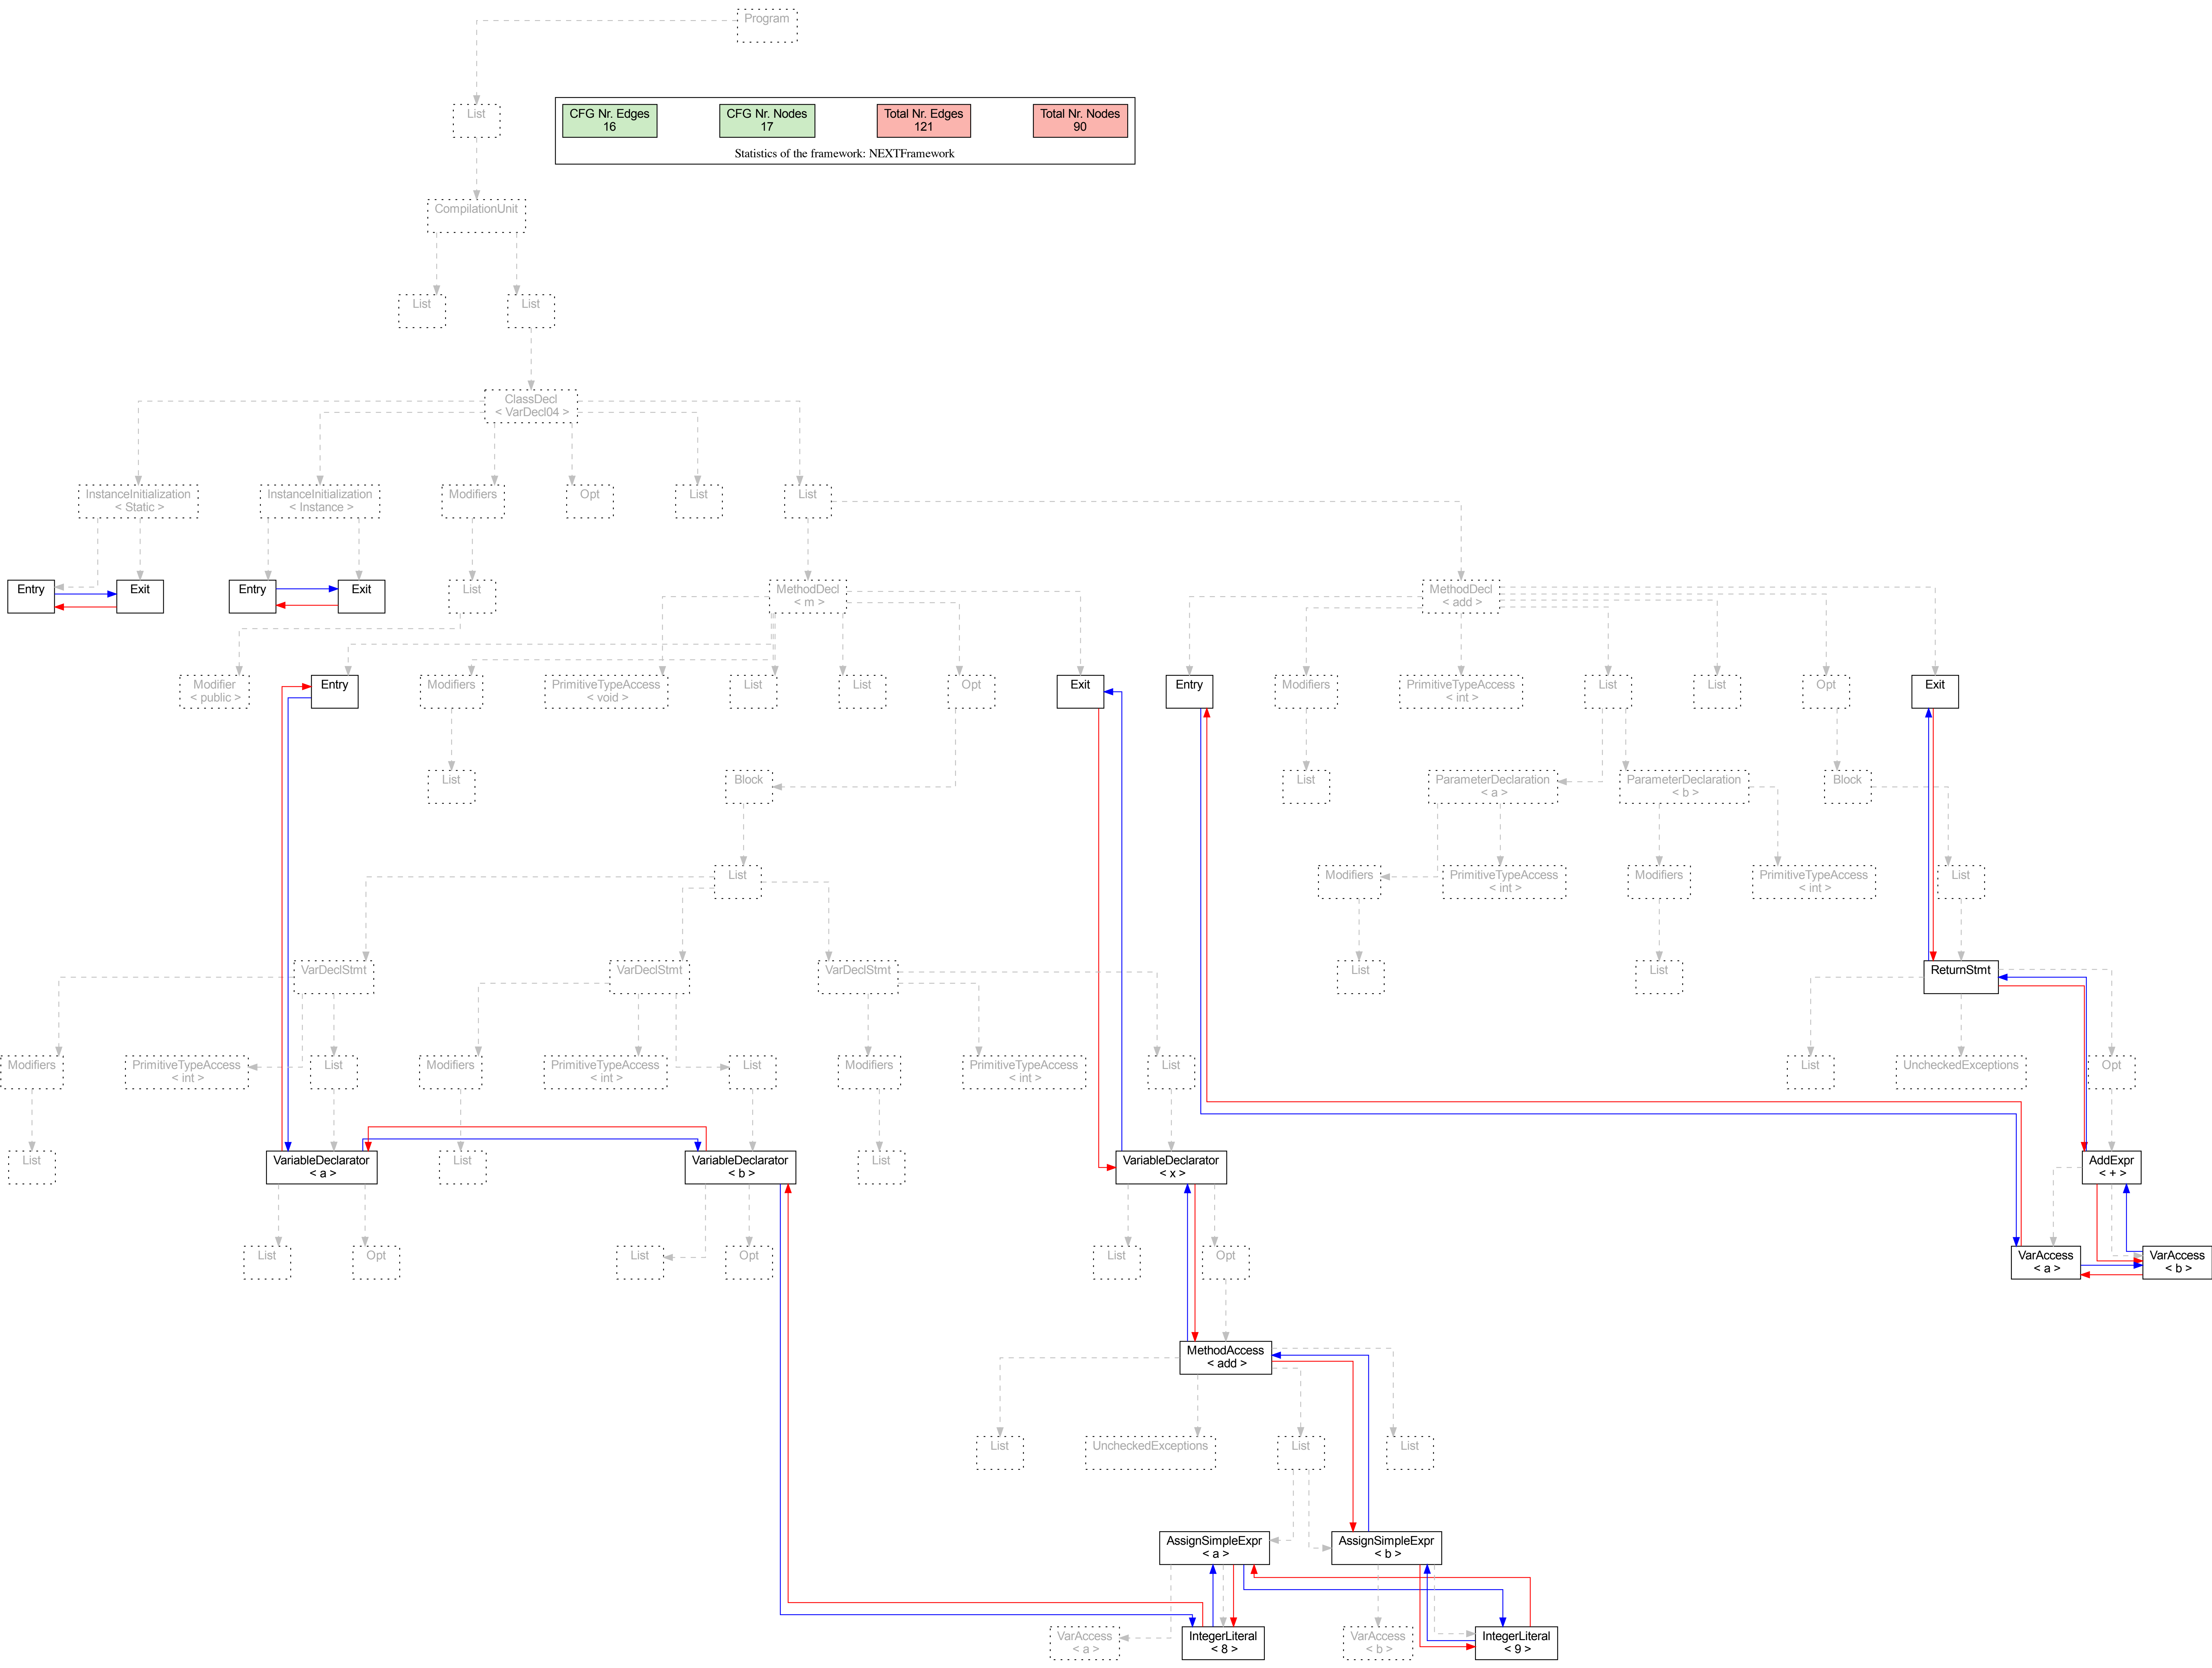 Program
List
CFG Nr. Edges
16
CFG Nr. Nodes
17
Total Nr. Edges
121
Total Nr. Nodes
90
Statistics of the framework: NEXTFramework
CompilationUnit
List
List
ClassDecl
< VarDecl04 >
InstanceInitialization
< Static >
InstanceInitialization
< Instance >
Modifiers
Opt
List
List
Entry
Exit
Entry
Exit
List
MethodDecl
< m >
MethodDecl
< add >
Modifier
< public >
Entry
Modifiers
PrimitiveTypeAccess
< void >
List
List
Opt
Exit
Entry
Modifiers
PrimitiveTypeAccess
< int >
List
List
Opt
Exit
List
Block
List
ParameterDeclaration
< a >
ParameterDeclaration
< b >
Block
List
Modifiers
PrimitiveTypeAccess
< int >
Modifiers
PrimitiveTypeAccess
< int >
List
VarDeclStmt
VarDeclStmt
VarDeclStmt
List
List
ReturnStmt
Modifiers
PrimitiveTypeAccess
< int >
List
Modifiers
PrimitiveTypeAccess
< int >
List
Modifiers
PrimitiveTypeAccess
< int >
List
List
UncheckedExceptions
Opt
List
VariableDeclarator
< a >
List
VariableDeclarator
< b >
List
VariableDeclarator
< x >
AddExpr
< + >
List
Opt
List
Opt
List
Opt
VarAccess
< a >
VarAccess
< b >
MethodAccess
< add >
List
UncheckedExceptions
List
List
AssignSimpleExpr
< a >
AssignSimpleExpr
< b >
VarAccess
< a >
IntegerLiteral
< 8 >
VarAccess
< b >
IntegerLiteral
< 9 >